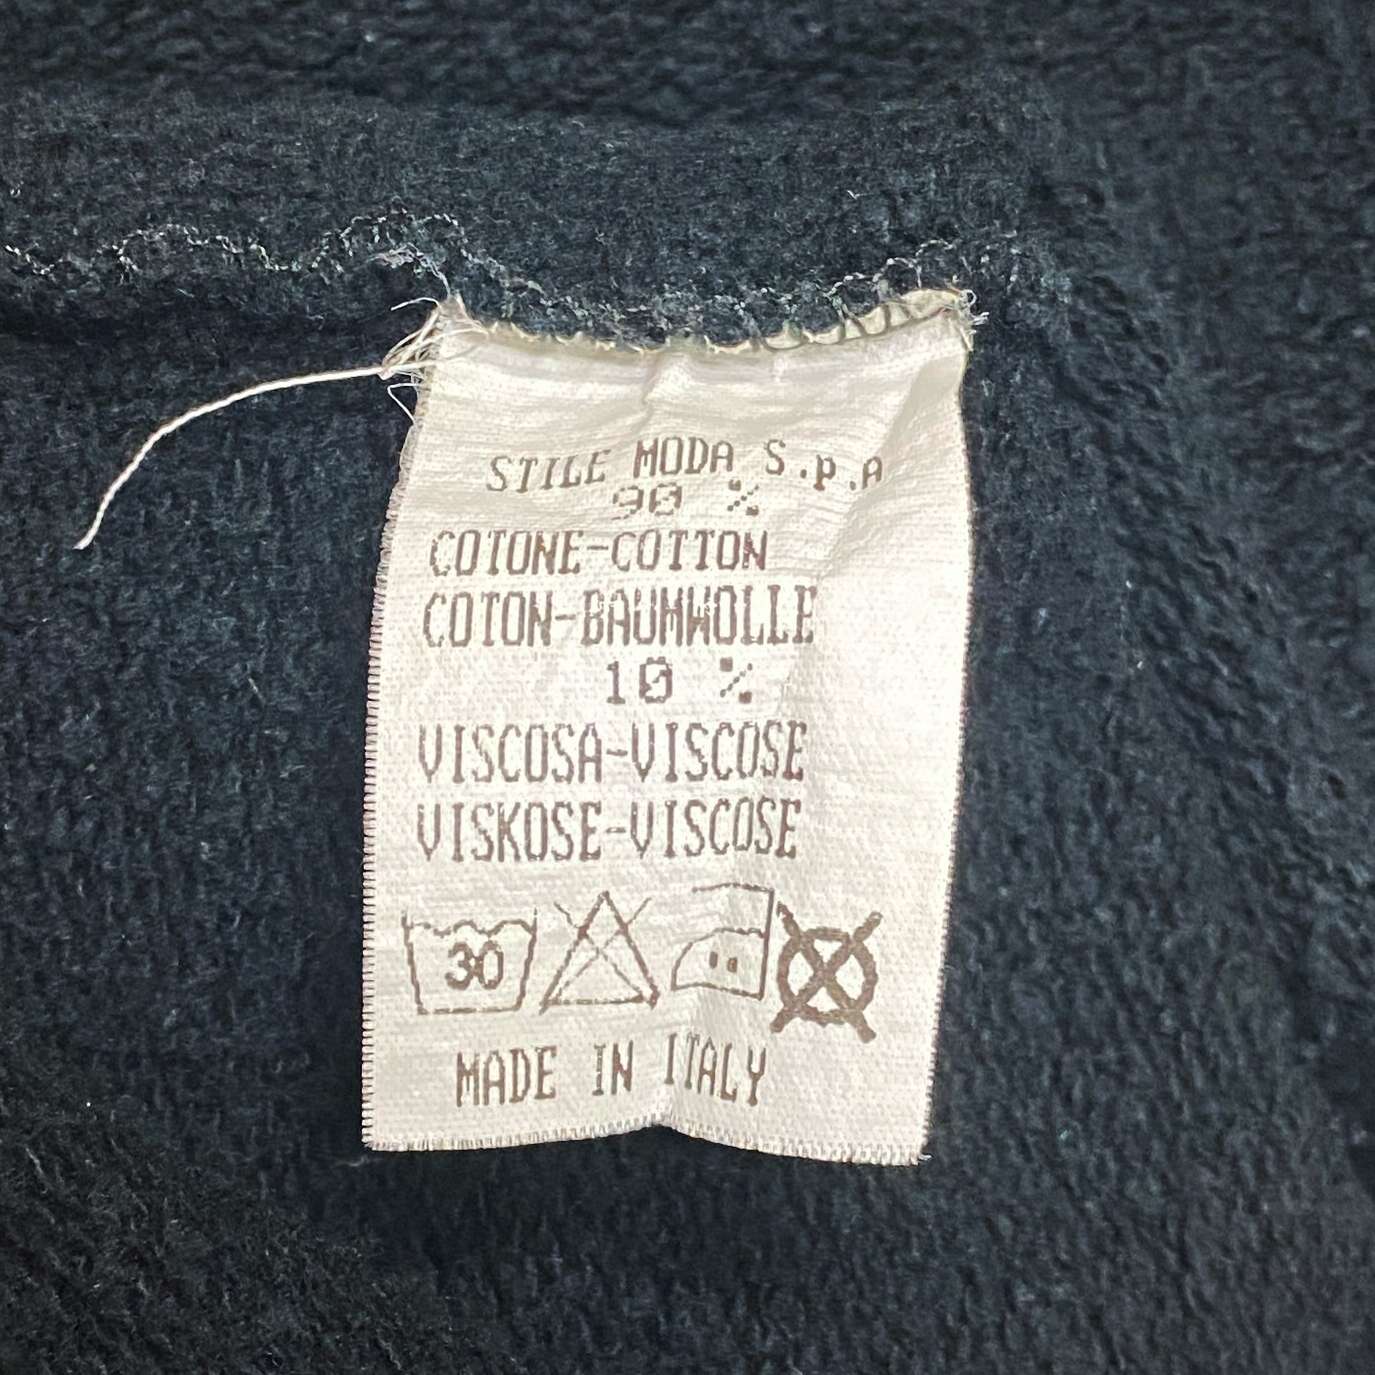 STILE MODA S.p.A
90 %
COTONE-COTTON
COTON-BAUMWOLLE
10 %
VISCOSA-VISCOSE
VISKOSE-VISCOSE
30
MADE IN ITALY